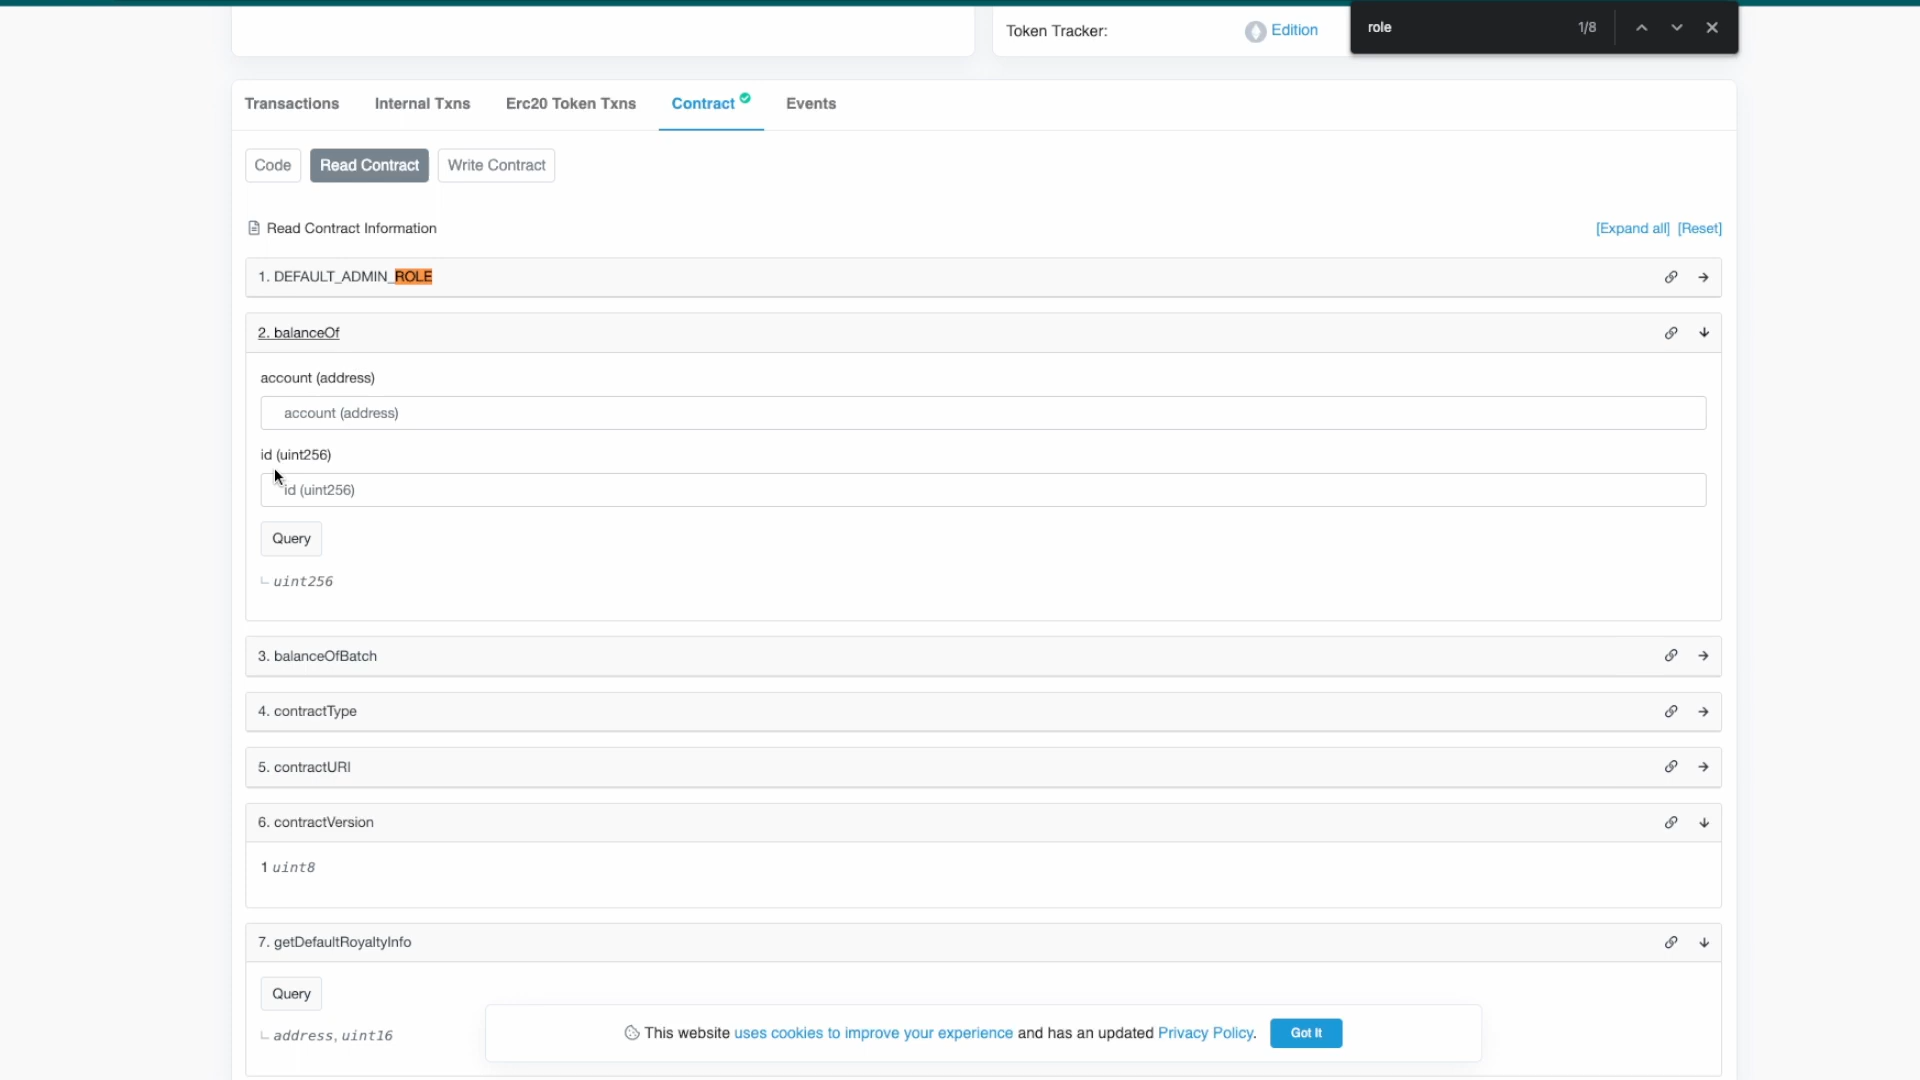 Token Tracker: Edition
role 1/8
Transactions Internal Txns Erc20 Token Txns Contract Events
Code Read Contract Write Contract
Read Contract Information [Expand all] [Reset]
1. DEFAULT_ADMIN_ROLE
2. balanceOf
account (address)
account (address)
id (uint256)
id (uint256)
Query
uint256
3. balanceOfBatch
4. contractType
5. contractURI
6. contractVersion
1 uint8
7. getDefaultRoyaltyInfo
Query
address, uint16
This website uses cookies to improve your experience and has an updated Privacy Policy. Got It